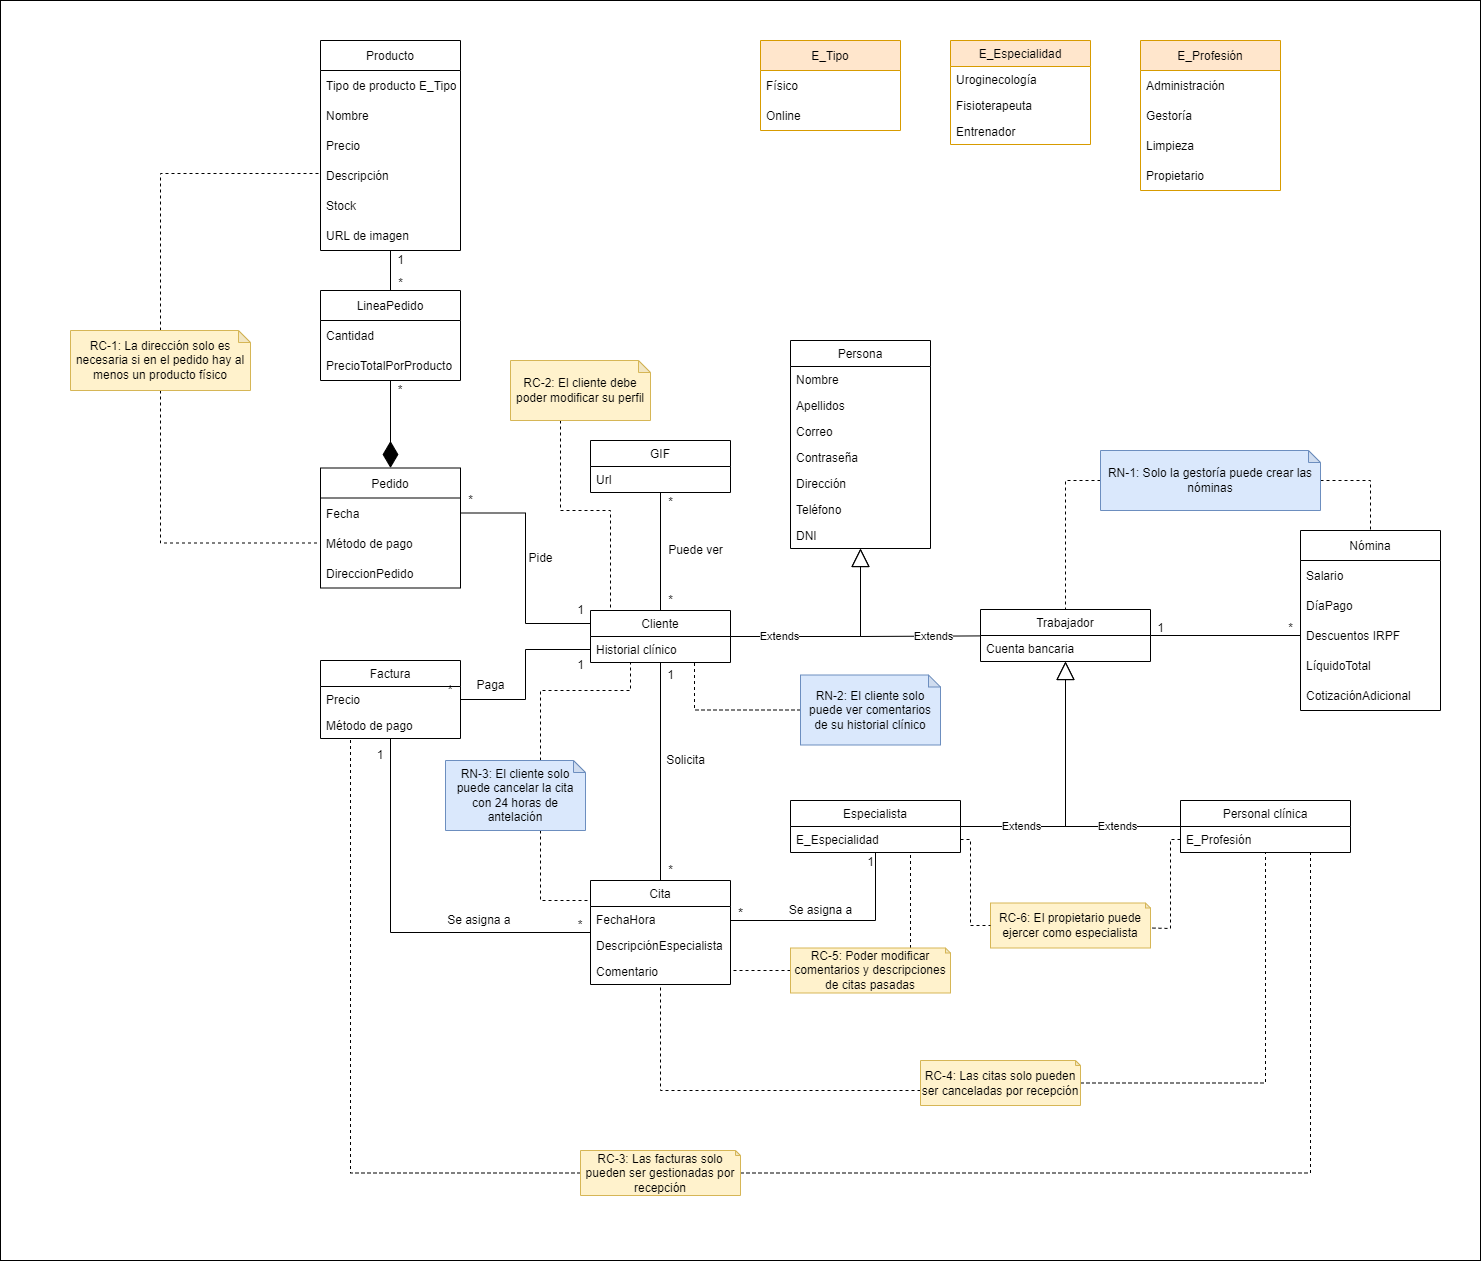 Producto
Tipo de producto E_Tipo
Nombre
Precio
Descripción
Stock
URL de imagen
1
*
E_Tipo
Físico
Online
E_Especialidad
Uroginecología
Fisioterapeuta
Entrenador
E_Profesión
Administración
Gestoría
Limpieza
Propietario
LineaPedido
Cantidad
PrecioTotalPorProducto
*
RC-1: La dirección solo es
necesaria si en el pedido hay al
menos un producto físico
RC-2: El cliente debe
poder modificar su perfil
Persona
Nombre
Apellidos
Correo
Contraseña
Dirección
Teléfono
DNI
GIF
Url
*
Puede ver
*
Pedido
Fecha
Método de pago
DireccionPedido
*
Pide
1
RN-1: Solo la gestoría puede crear las
nóminas
Nómina
Salario
DíaPago
Descuentos IRPF
LíquidoTotal
CotizaciónAdicional
Cliente
Historial clínico
Extends
Extends
Trabajador
Cuenta bancaria
1
*
1
1
Factura
Precio
Método de pago
*
Paga
1
RN-2: El cliente solo
puede ver comentarios
de su historial clínico
Solicita
RN-3: El cliente solo
puede cancelar la cita
con 24 horas de
antelación
Especialista
E_Especialidad
Extends
Extends
Personal clínica
E_Profesión
1
*
Cita
FechaHora
DescripciónEspecialista
Comentario
Se asigna a
*
*
Se asigna a
RC-6: El propietario puede
ejercer como especialista
RC-5: Poder modificar
comentarios y descripciones
de citas pasadas
RC-4: Las citas solo pueden
ser canceladas por recepción
RC-3: Las facturas solo
pueden ser gestionadas por
recepción